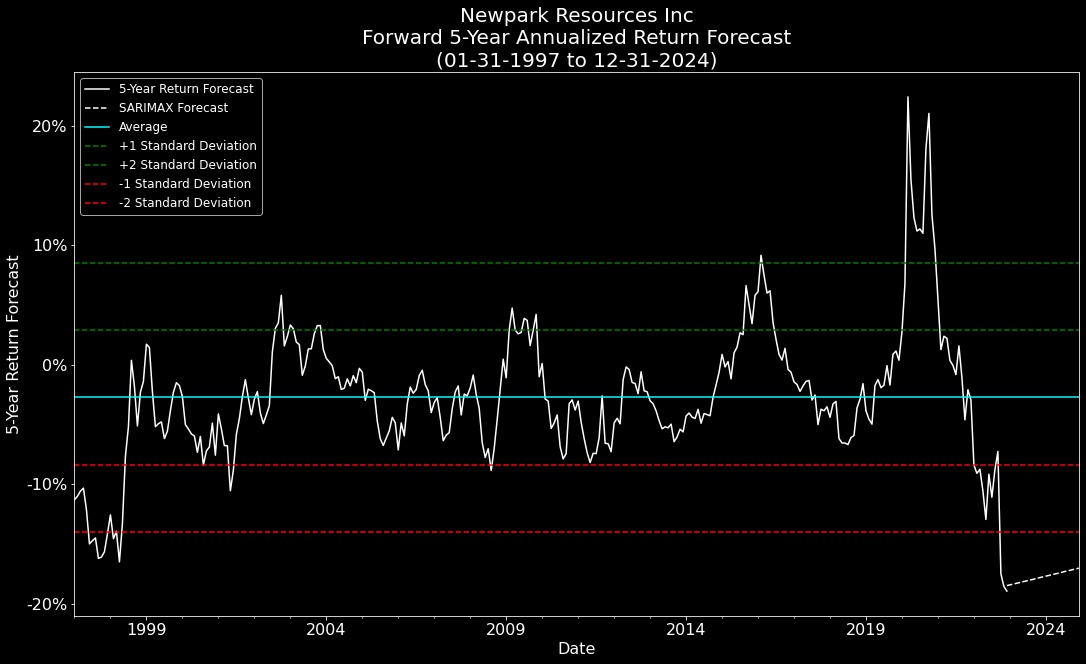 Newpark Resources Inc
Forward 5-Year Annualized Return Forecast
(01-31-1997 to 12-31-2024)
5-Year Return Forecast
SARIMAX Forecast
Average
+1 Standard Deviation
+2 Standard Deviation
-1 Standard Deviation
-2 Standard Deviation
20%
10%
0%
-10%
-20%
5-Year Return Forecast
1999
2004
2009
2014
2019
2024
Date